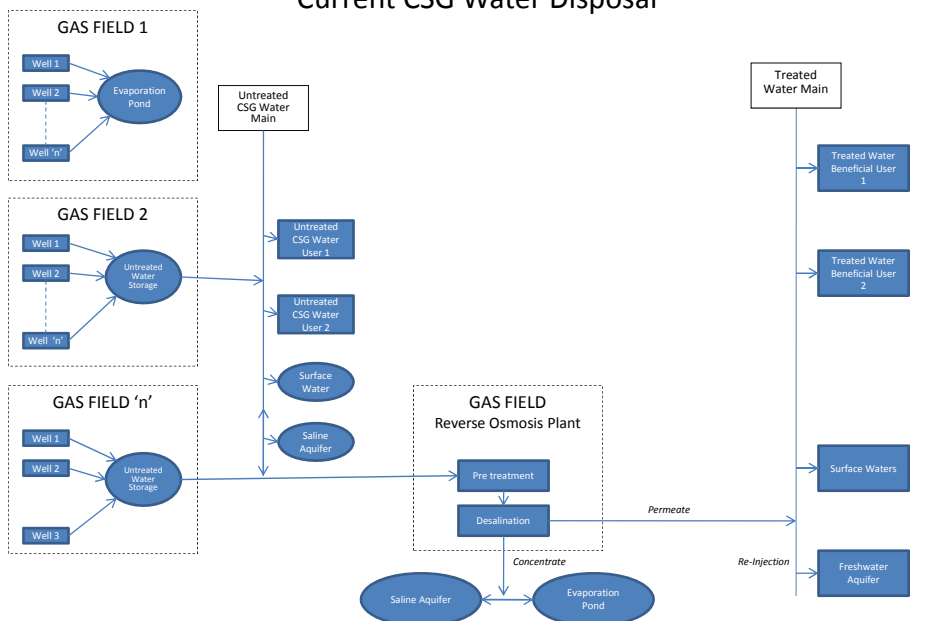 Current CSG Water Disposal
GAS FIELD 1
Well 1
Well 2
Well 'n'
Evaporation
Pond
GAS FIELD 2
Well 1
Well 2
Well 'n'
Untreated
Water
Storage
GAS FIELD 'n'
Well 1
Well 2
Well 3
Untreated
Water
Storage
Untreated
CSG Water
Main
Untreated
CSG Water
User 1
Untreated
CSG Water
User 2
Surface
Water
Saline
Aquifer
GAS FIELD
Reverse Osmosis Plant
Pre treatment
Desalination
Concentrate
Saline Aquifer
Evaporation
Pond
Permeate
Re-Injection
Treated
Water Main
Treated Water
Beneficial User
1
Treated Water
Beneficial User
2
Surface Waters
Freshwater
Aquifer